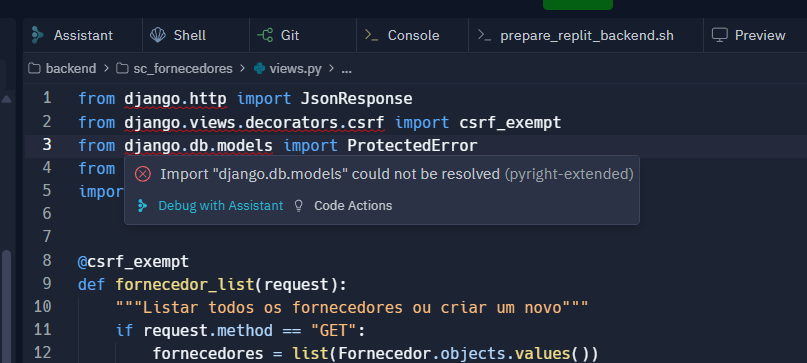 Assistant Shell Git Console prepare_replit_backend.sh Preview
backend > sc_fornecedores > views.py > ...
1 from django.http import JsonResponse
2 from django.views.decorators.csrf import csrf_exempt
3 from django.db.models import ProtectedError
4 from
Import "django.db.models" could not be resolved (pyright-extended)
5 impor
Debug with Assistant Code Actions
6
7
8 @csrf_exempt
9 def fornecedor_list(request):
10 """Listar todos os fornecedores ou criar um novo"""
11 if request.method == "GET":
12 fornecedores = list(Fornecedor.objects.values())